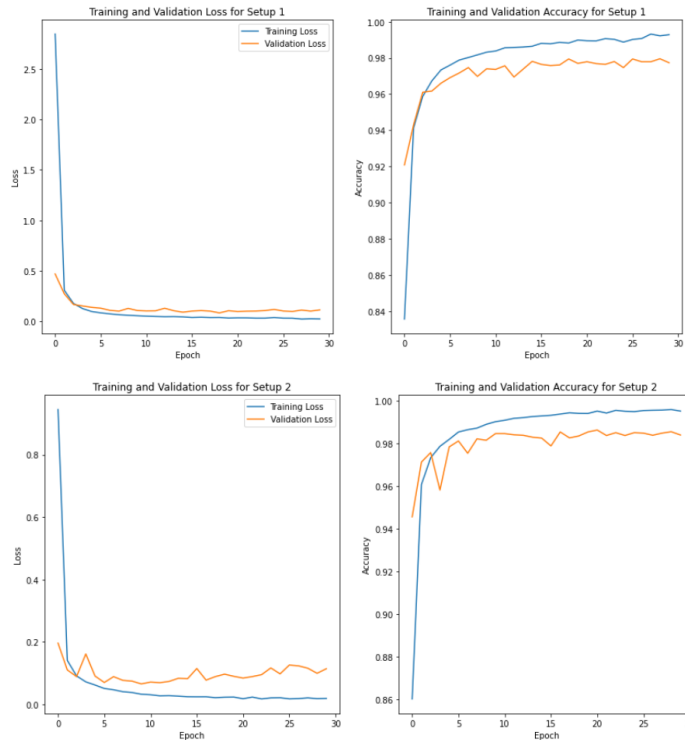 Training and Validation Loss for Setup 1
Training Loss
Validation Loss
2.5
2.0
1.5
1.0
0.5
0.0
Loss
0 5 10 15 20 25 30
Epoch
Training and Validation Accuracy for Setup 1
1.00
0.98
0.96
0.94
0.92
0.90
0.88
0.86
0.84
Accuracy
0 5 10 15 20 25 30
Epoch
Training and Validation Loss for Setup 2
Training Loss
Validation Loss
0.8
0.6
0.4
0.2
0.0
Loss
0 5 10 15 20 25 30
Epoch
Training and Validation Accuracy for Setup 2
1.00
0.98
0.96
0.94
0.92
0.90
0.88
0.86
Accuracy
0 5 10 15 20 25
Epoch